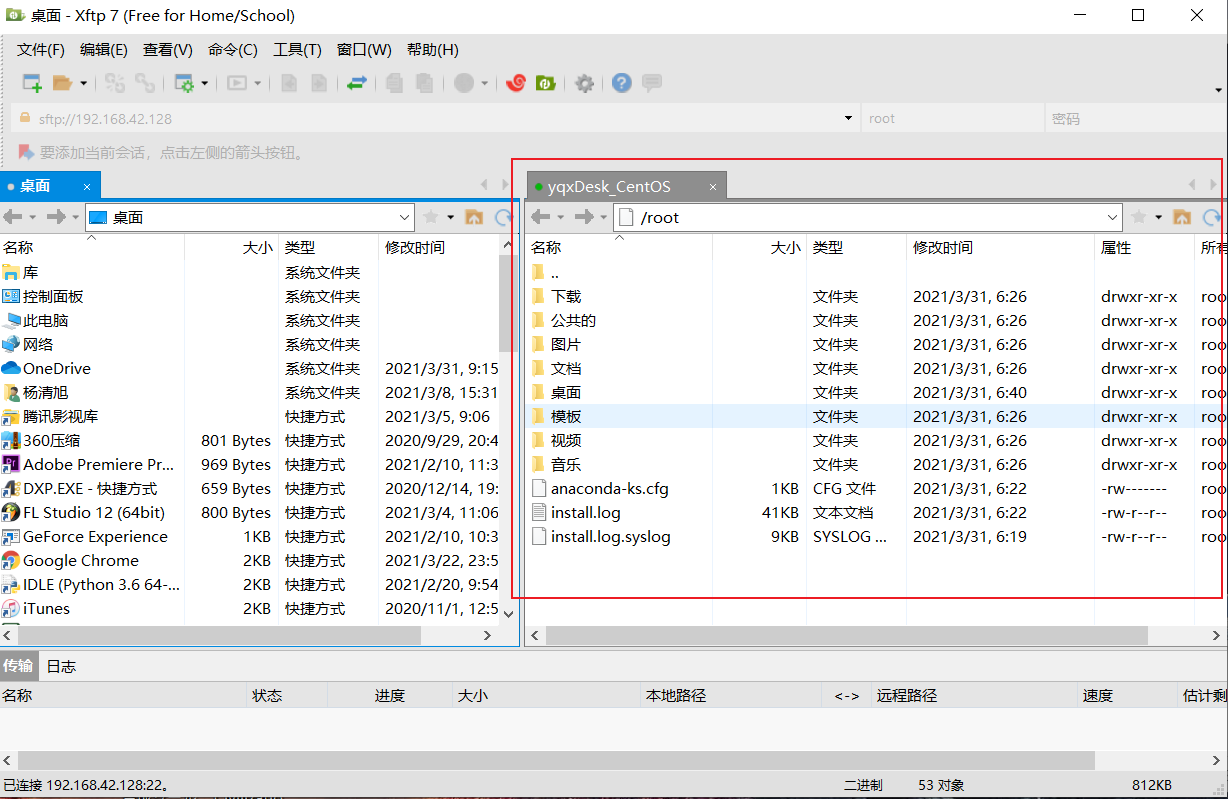 桌面 - Xftp 7 (Free for Home/School)
文件(F) 编辑(E) 查看(V) 命令(C) 工具(T) 窗口(W) 帮助(H)
sftp://192.168.42.128 root 密码
要添加当前会话，点击左侧的箭头按钮。
桌面 × yqxDesk_CentOS ×
桌面 /root
名称 大小 类型 修改时间 名称 大小 类型 修改时间 属性 所有
库 系统文件夹 ..
控制面板 系统文件夹 下载 文件夹 2021/3/31, 6:26 drwxr-xr-x roo
此电脑 系统文件夹 公共的 文件夹 2021/3/31, 6:26 drwxr-xr-x roo
网络 系统文件夹 图片 文件夹 2021/3/31, 6:26 drwxr-xr-x roo
OneDrive 系统文件夹 2021/3/31, 9:15 文档 文件夹 2021/3/31, 6:26 drwxr-xr-x roo
杨清旭 系统文件夹 2021/3/8, 15:31 桌面 文件夹 2021/3/31, 6:40 drwxr-xr-x roo
腾讯影视库 快捷方式 2021/3/5, 9:06 模板 文件夹 2021/3/31, 6:26 drwxr-xr-x roo
360压缩 801 Bytes 快捷方式 2020/9/29, 20:4 视频 文件夹 2021/3/31, 6:26 drwxr-xr-x roo
Adobe Premiere Pr... 969 Bytes 快捷方式 2021/2/10, 11:3 音乐 文件夹 2021/3/31, 6:26 drwxr-xr-x roo
DXP.EXE - 快捷方式 659 Bytes 快捷方式 2020/12/14, 19: anaconda-ks.cfg 1KB CFG 文件 2021/3/31, 6:22 -rw------- roo
FL Studio 12 (64bit) 800 Bytes 快捷方式 2021/3/4, 11:06 install.log 41KB 文本文档 2021/3/31, 6:22 -rw-r--r-- roo
GeForce Experience 1KB 快捷方式 2021/2/10, 10:3 install.log.syslog 9KB SYSLOG ... 2021/3/31, 6:19 -rw-r--r-- roo
Google Chrome 2KB 快捷方式 2021/3/22, 23:5
IDLE (Python 3.6 64-... 2KB 快捷方式 2021/2/20, 9:54
iTunes 2KB 快捷方式 2020/11/1, 12:5
传输 日志
名称 状态 进度 大小 本地路径 <-> 远程路径 速度 估计剩
已连接 192.168.42.128:22。 二进制 53 对象 812KB